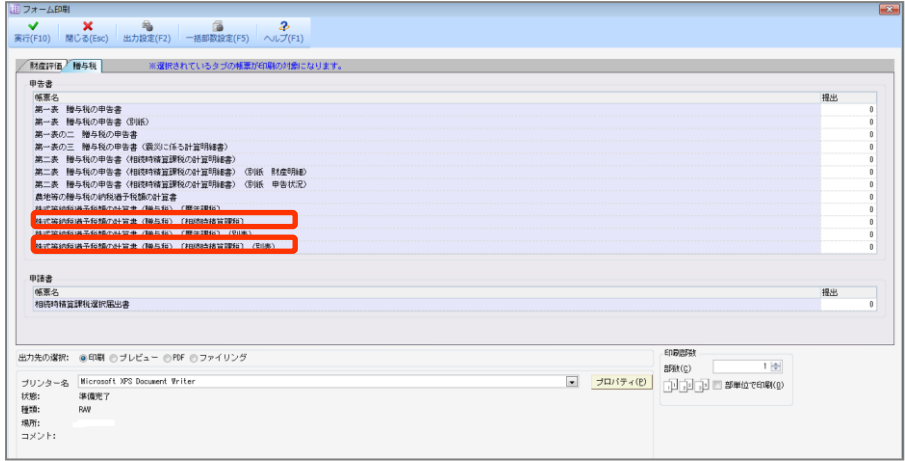 フォーム印刷
実行(F10) 閉じる(Esc) 出力設定(F2) 一括部数設定(F5) ヘルプ(F1)
財産評価 贈与税 ※選択されているタブの帳票が印刷の対象になります。
申告書
帳票名 提出
第一表 贈与税の申告書 0
第一表 贈与税の申告書（別紙） 0
第一表の二 贈与税の申告書 0
第一表の三 贈与税の申告書（震災に係る計算明細書） 0
第二表 贈与税の申告書（相続時精算課税の計算明細書） 0
第二表 贈与税の申告書（相続時精算課税の計算明細書）（別紙 財産明細） 0
第二表 贈与税の申告書（相続時精算課税の計算明細書）（別紙 申告状況） 0
農地等の贈与税の納税猶予税額の計算書 0
株式等納税猶予税額の計算書（贈与税）〔暦年課税〕 0
株式等納税猶予税額の計算書（贈与税）〔相続時精算課税〕 0
株式等納税猶予税額の計算書（贈与税）〔暦年課税〕（別表） 0
株式等納税猶予税額の計算書（贈与税）〔相続時精算課税〕（別表） 0
申請書
帳票名 提出
相続時精算課税選択届出書 0
出力先の選択: 印刷 プレビュー PDF ファイリング
プリンター名 Microsoft XPS Document Writer プロパティ(P)
状態: 準備完了
種類: RAW
場所:
コメント:
印刷部数
部数(C) 1
部単位で印刷(O)